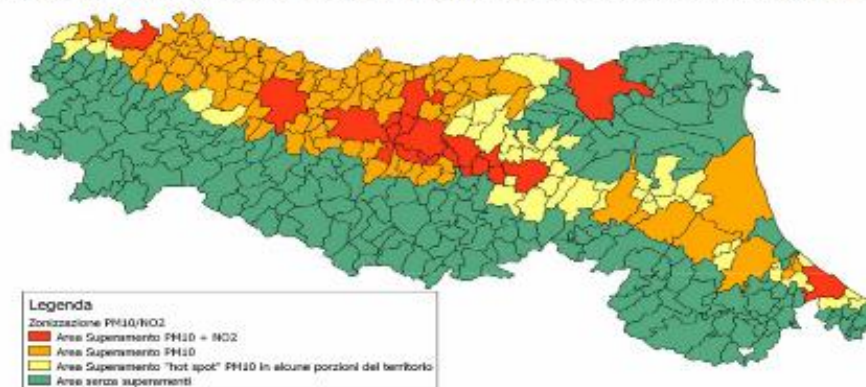 Legenda
Zonizzazione PM10/NO2
Area Superamento PM10 + NO2
Area Superamento PM10
Area Superamento "hot spot" PM10 in alcune porzioni del territorio
Area senza superamenti